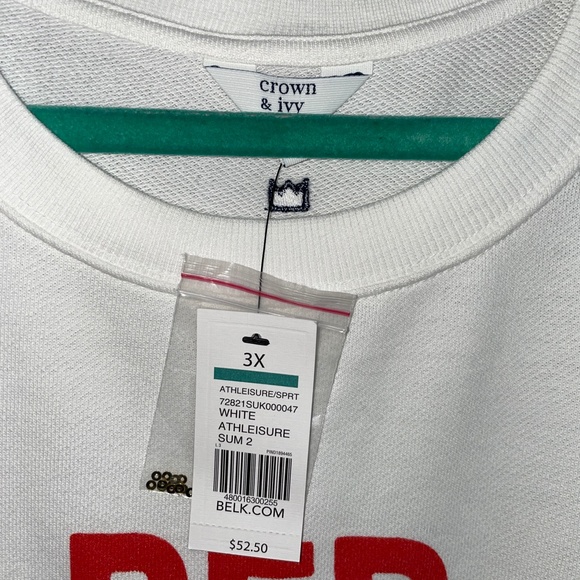 crown
& ivy
3X
ATHLEISURE/SPRT
72821SUK000047
WHITE
ATHLEISURE
SUM 2
480016300255
BELK.COM
$52.50